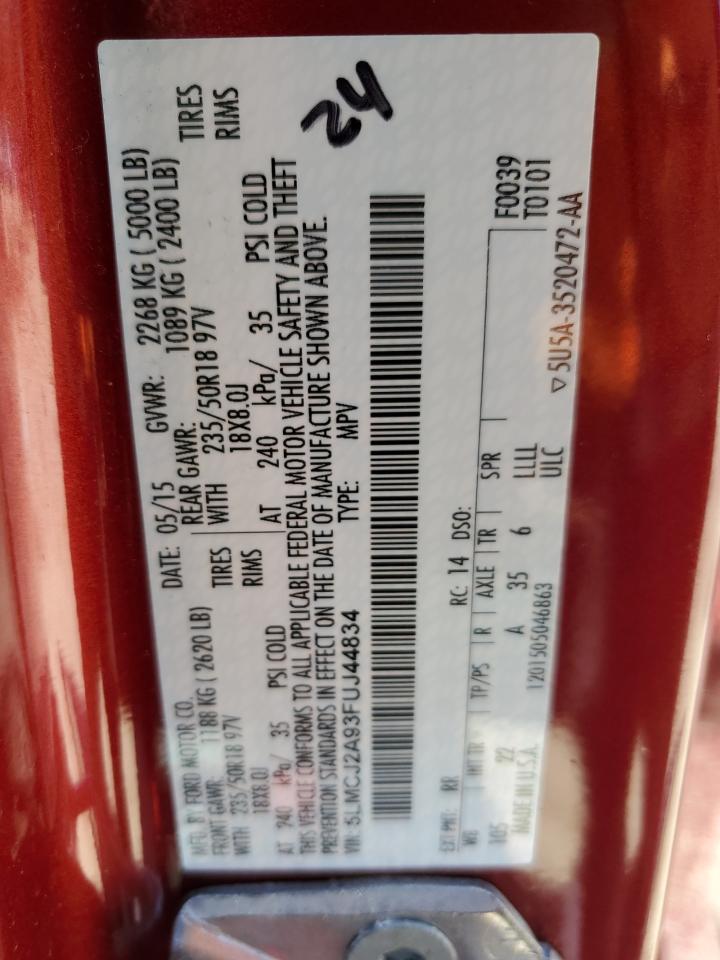 24
MFD. BY FORD MOTOR CO. DATE: 05/15 GVWR: 2268 KG ( 5000 LB)
FRONT GAWR: 1188 KG ( 2620 LB) REAR GAWR: 1089 KG ( 2400 LB)
WITH 235/50R18 97V TIRES WITH 235/50R18 97V TIRES
18X8.0J RIMS 18X8.0J RIMS
AT 240 kPa/ 35 PSI COLD AT 240 kPa/ 35 PSI COLD
THIS VEHICLE CONFORMS TO ALL APPLICABLE FEDERAL MOTOR VEHICLE SAFETY AND THEFT
PREVENTION STANDARDS IN EFFECT ON THE DATE OF MANUFACTURE SHOWN ABOVE.
VIN: 5LMCJ2A93FUJ44834 TYPE: MPV
EXT PNT: RR RC: 14 DSO: F0039
WB INT TR TP/PS R AXLE TR SPR T0101
105 22 A 35 6 LLLL
ULC
MADE IN U.S.A. 1201505046863 ▽5U5A-3520472-AA